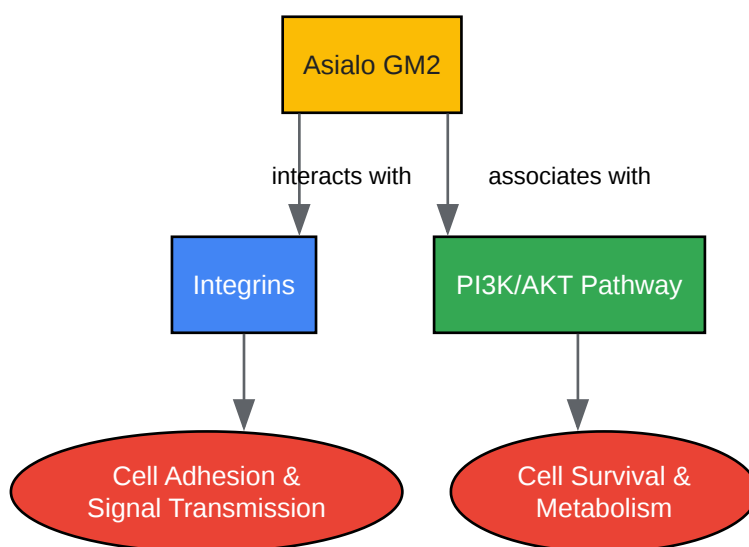 Asialo GM2
interacts with
associates with
Integrins
PI3K/AKT Pathway
Cell Adhesion &
Signal Transmission
Cell Survival &
Metabolism